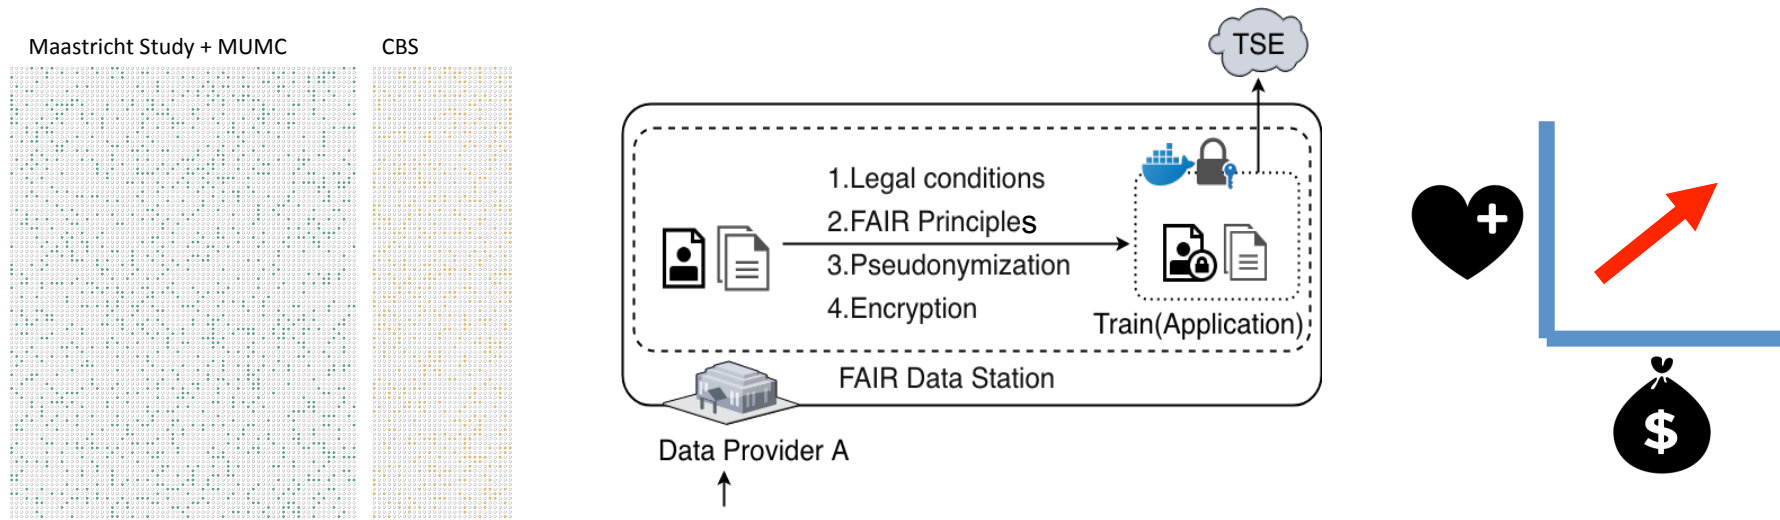 Maastricht Study + MUMC
CBS
TSE
1.Legal conditions
2.FAIR Principles
3.Pseudonymization
4.Encryption
Train(Application)
FAIR Data Station
Data Provider A
$